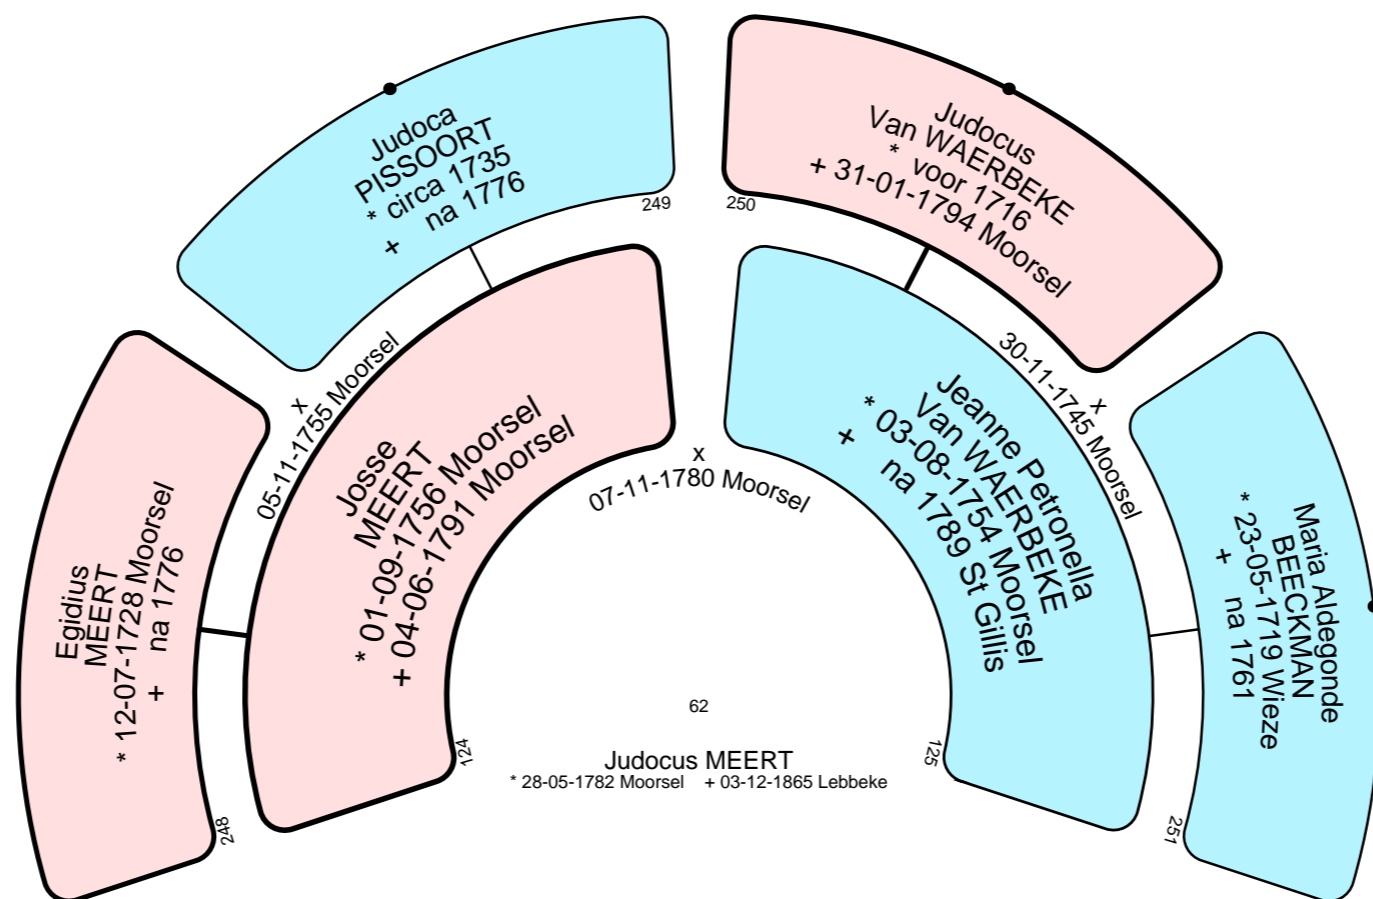 Judoca
PISSOORT
* circa 1735
+ na 1776
249
Judocus
Van WAERBEKE
* voor 1716
+ 31-01-1794 Moorsel
250
Egidius
MEERT
* 12-07-1728 Moorsel
+ na 1776
248
x
05-11-1755 Moorsel
Josse
MEERT
* 01-09-1756 Moorsel
+ 04-06-1791 Moorsel
124
x
07-11-1780 Moorsel
Jeanne Petronella
Van WAERBEKE
* 03-08-1754 Moorsel
+ na 1789 St Gillis
125
x
30-11-1745 Moorsel
Maria Aldegonde
BEECKMAN
* 23-05-1719 Wieze
+ na 1761
251
62
Judocus MEERT
* 28-05-1782 Moorsel + 03-12-1865 Lebbeke